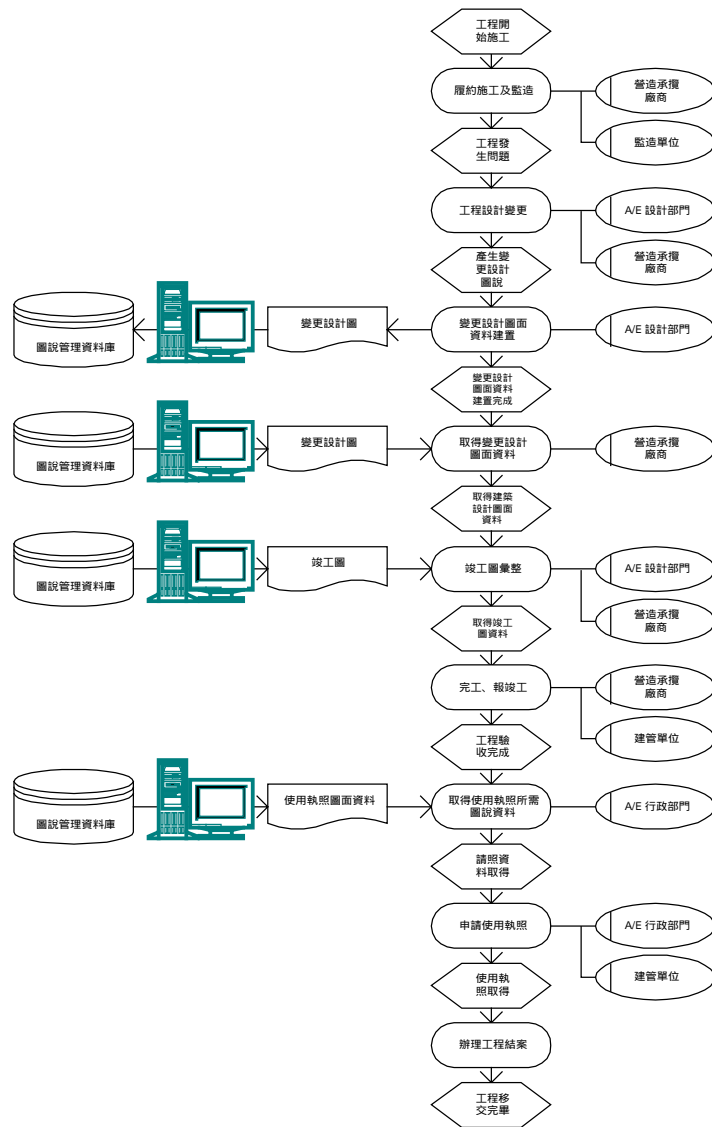 工程開
始施工
履約施工及監造
營造承攬
廠商
監造單位
工程發
生問題
工程設計變更
A/E 設計部門
營造承攬
廠商
產生變
更設計
圖說
圖說管理資料庫
變更設計圖
變更設計圖面
資料建置
A/E 設計部門
變更設計
圖面資料
建置完成
圖說管理資料庫
變更設計圖
取得變更設計
圖面資料
營造承攬
廠商
取得建築
設計圖面
資料
圖說管理資料庫
竣工圖
竣工圖彙整
A/E 設計部門
營造承攬
廠商
取得竣工
圖資料
完工、報竣工
營造承攬
廠商
建管單位
工程驗
收完成
圖說管理資料庫
使用執照圖面資料
取得使用執照所需
圖說資料
A/E 行政部門
請照資
料取得
申請使用執照
A/E 行政部門
建管單位
使用執
照取得
辦理工程結案
工程移
交完畢